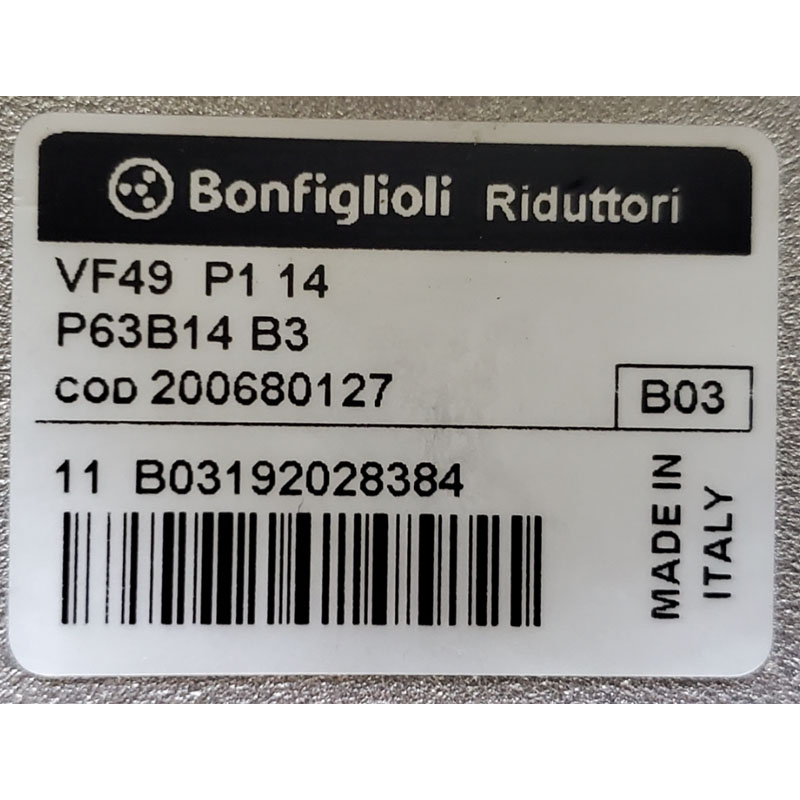 Bonfiglioli Riduttori
VF49 P1 14
P63B14 B3
COD 200680127
B03
11 B03192028384
MADE IN
ITALY